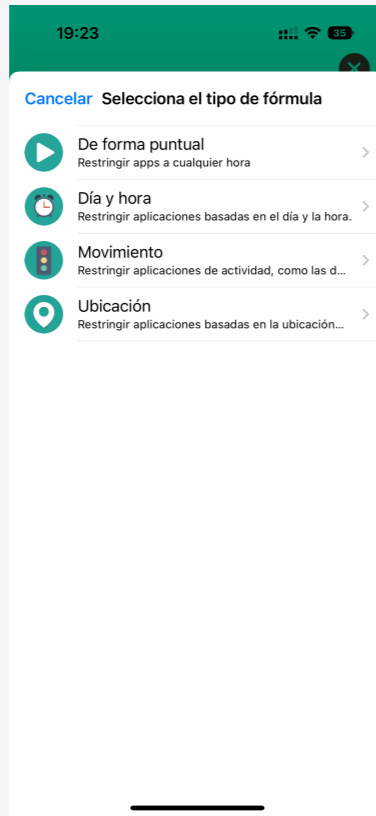 19:23
35
Cancelar Selecciona el tipo de fórmula
De forma puntual
Restringir apps a cualquier hora
Día y hora
Restringir aplicaciones basadas en el día y la hora.
Movimiento
Restringir aplicaciones de actividad, como las d...
Ubicación
Restringir aplicaciones basadas en la ubicación...